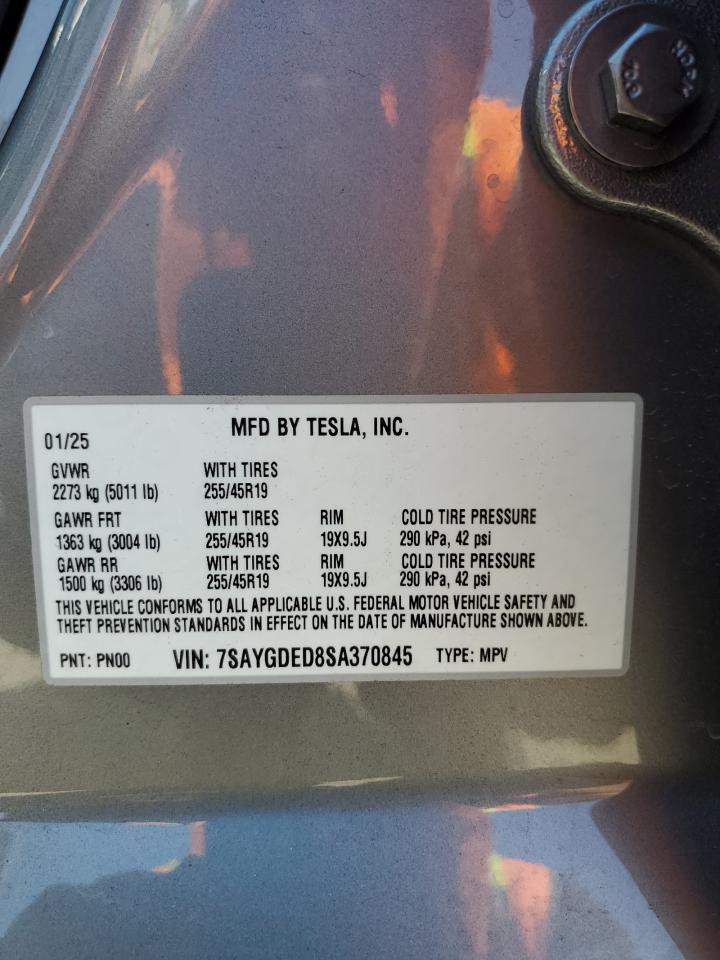 01/25 MFD BY TESLA, INC.
GVWR WITH TIRES
2273 kg (5011 lb) 255/45R19
GAWR FRT WITH TIRES RIM COLD TIRE PRESSURE
1363 kg (3004 lb) 255/45R19 19X9.5J 290 kPa, 42 psi
GAWR RR WITH TIRES RIM COLD TIRE PRESSURE
1500 kg (3306 lb) 255/45R19 19X9.5J 290 kPa, 42 psi
THIS VEHICLE CONFORMS TO ALL APPLICABLE U.S. FEDERAL MOTOR VEHICLE SAFETY AND
THEFT PREVENTION STANDARDS IN EFFECT ON THE DATE OF MANUFACTURE SHOWN ABOVE.
PNT: PN00 VIN: 7SAYGDED8SA370845 TYPE: MPV